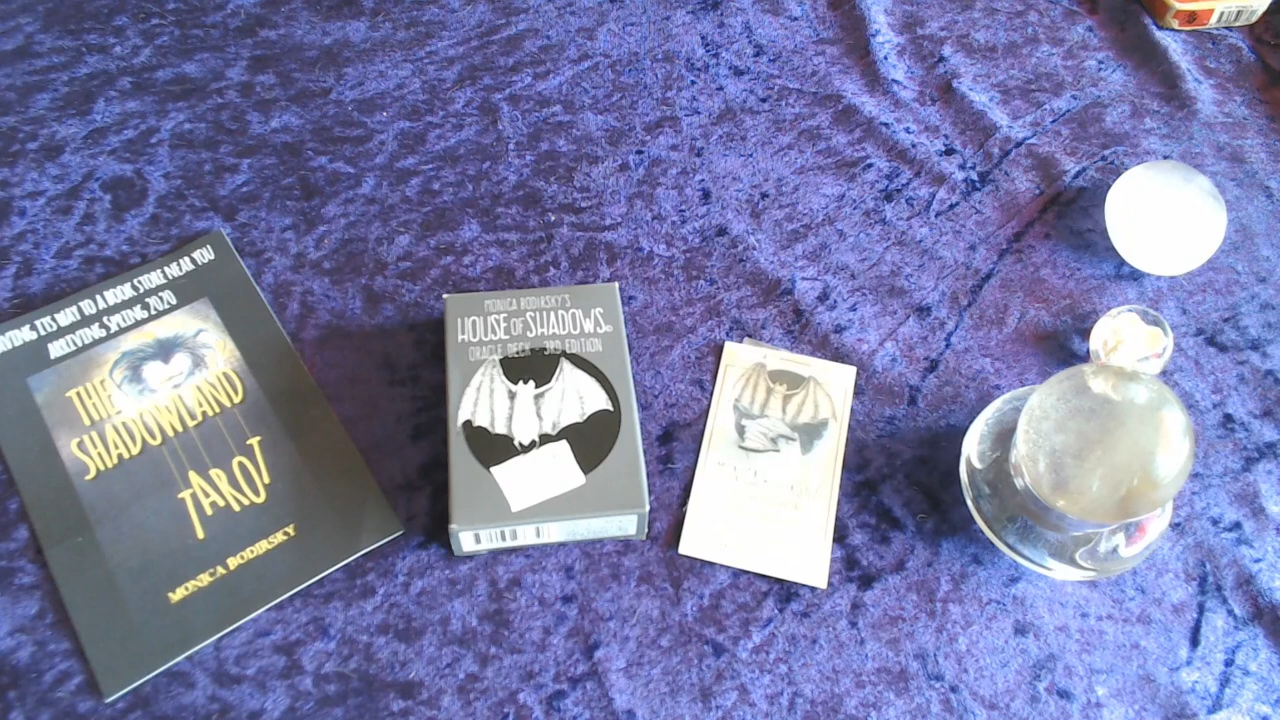 ITS WAY TO A BOOK STORE NEAR YOU
ARRIVING SPRING 2020
THE
SHADOWLAND
TAROT
MONICA BODIRSKY
MONICA BODIRSKY'S
HOUSE OF SHADOWS©
ORACLE DECK - 3RD EDITION